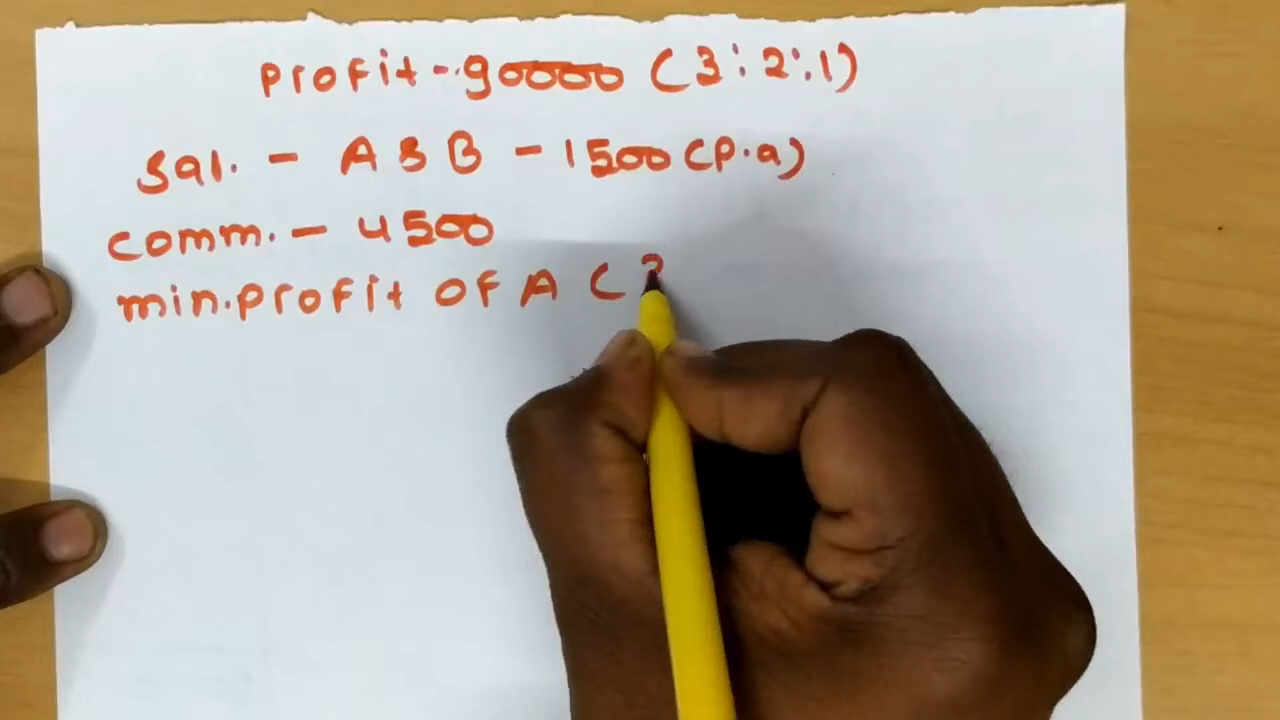 Profit - 90000 (3:2:1)
Sal. - A & B - 1500 (P.a)
comm. - 4500
min. profit of A (